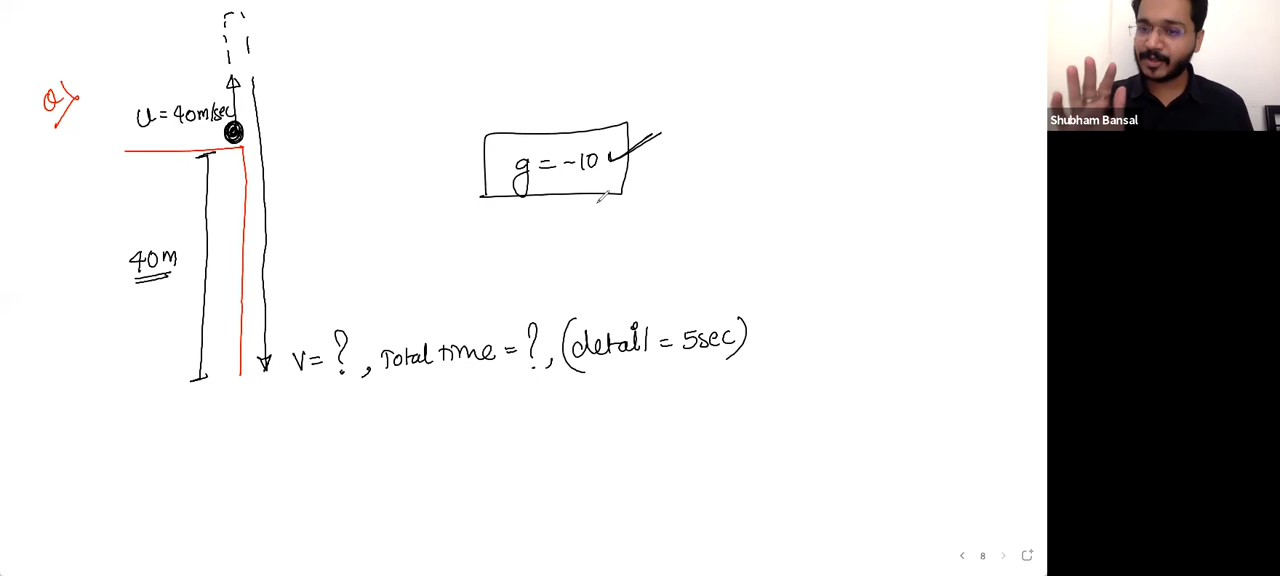 Q)
u = 40m/sec
Shubham Bansal
g = -10
40m
v = ?, Total time = ?, (detail = 5sec)
8